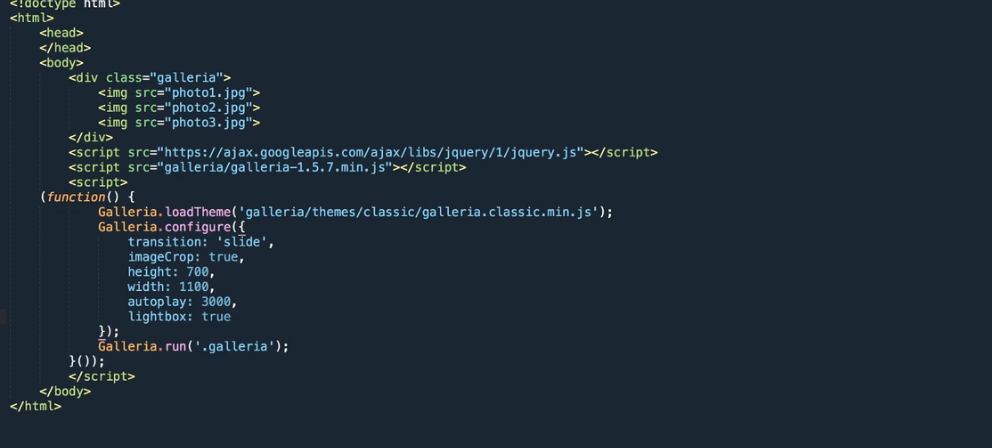 <!doctype html>
<html>
    <head>
    </head>
    <body>
        <div class="galleria">
            <img src="photo1.jpg">
            <img src="photo2.jpg">
            <img src="photo3.jpg">
        </div>
        <script src="https://ajax.googleapis.com/ajax/libs/jquery/1/jquery.js"></script>
        <script src="galleria/galleria-1.5.7.min.js"></script>
        <script>
    (function() {
            Galleria.loadTheme('galleria/themes/classic/galleria.classic.min.js');
            Galleria.configure({
                transition: 'slide',
                imageCrop: true,
                height: 700,
                width: 1100,
                autoplay: 3000,
                lightbox: true
            });
            Galleria.run('.galleria');
        }());
        </script>
    </body>
</html>